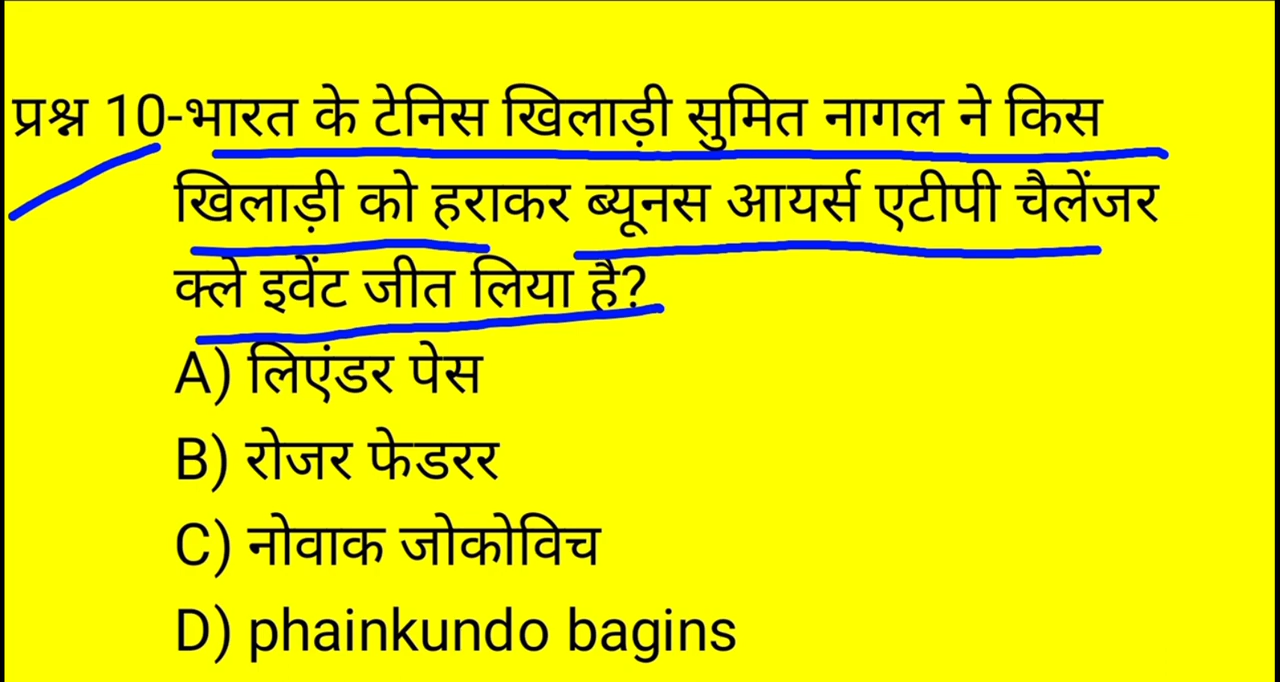 प्रश्न 10-भारत के टेनिस खिलाड़ी सुमित नागल ने किस
खिलाड़ी को हराकर ब्यूनस आयर्स एटीपी चैलेंजर
क्ले इवेंट जीत लिया है?
A) लिएंडर पेस
B) रोजर फेडरर
C) नोवाक जोकोविच
D) phainkundo bagins